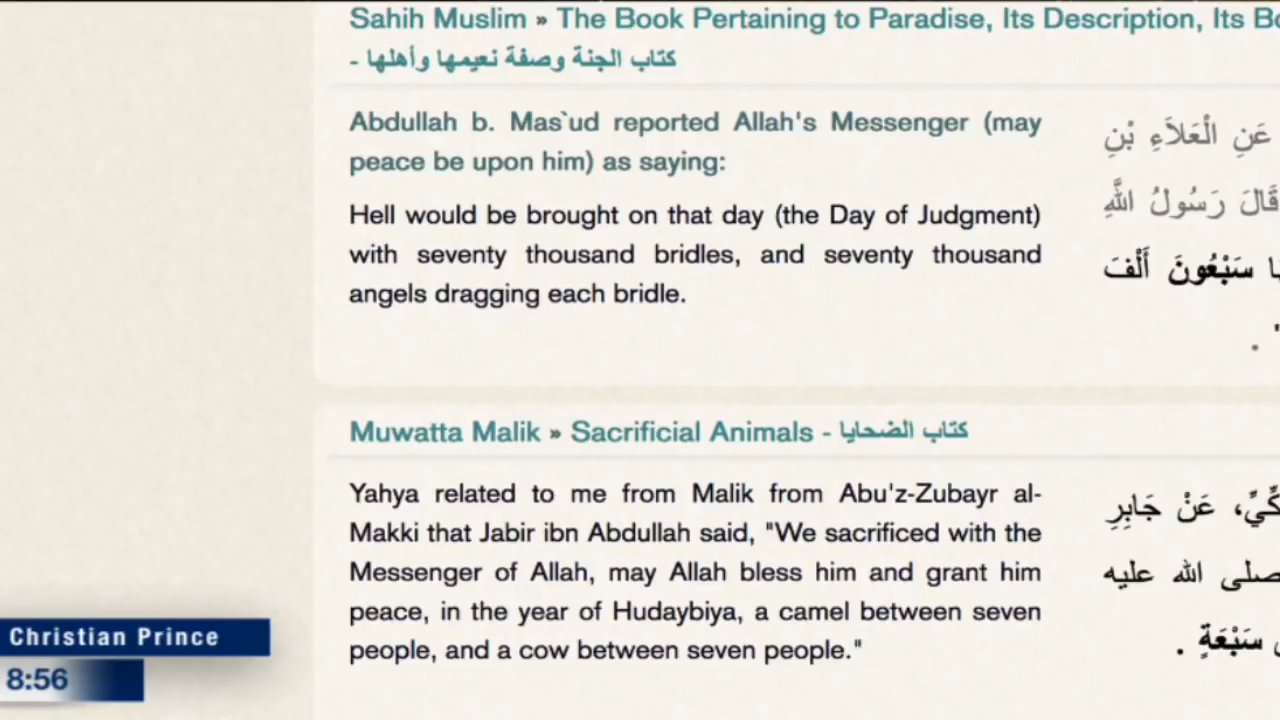 Sahih Muslim » The Book Pertaining to Paradise, Its Description, Its
كتاب الجنة وصفة نعيمها وأهلها -
Abdullah b. Mas`ud reported Allah's Messenger (may
peace be upon him) as saying:
Hell would be brought on that day (the Day of Judgment)
with seventy thousand bridles, and seventy thousand
angels dragging each bridle.
عَنِ الْعَلاَءِ بْنِ
قَالَ رَسُولُ اللَّهِ
سَبْعُونَ أَلْفَ
" .
Muwatta Malik » Sacrificial Animals - كتاب الضحايا
Yahya related to me from Malik from Abu'z-Zubayr al-
Makki that Jabir ibn Abdullah said, "We sacrificed with the
Messenger of Allah, may Allah bless him and grant him
peace, in the year of Hudaybiya, a camel between seven
people, and a cow between seven people."
عَنْ جَابِرِ
صلى الله عليه
سَبْعَةٍ .
Christian Prince
8:56